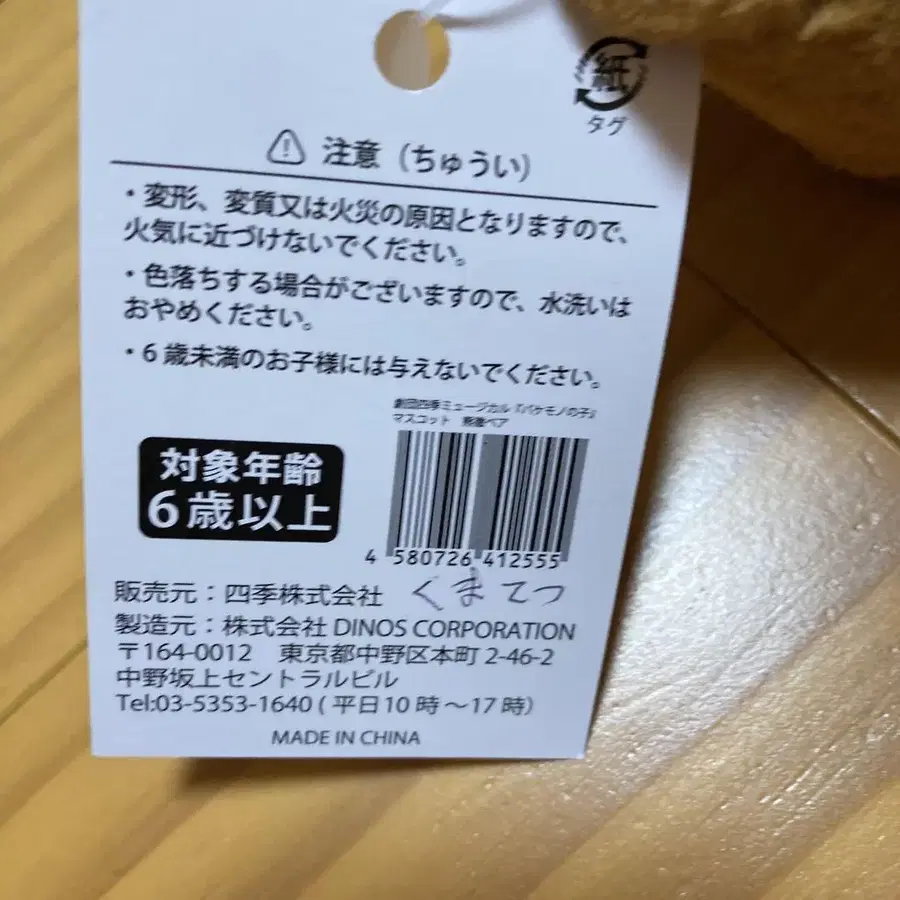 紙
タグ
注意（ちゅうい）
・変形、変質又は火災の原因となりますので、
火気に近づけないでください。
・色落ちする場合がございますので、水洗いは
おやめください。
・6歳未満のお子様には与えないでください。
劇団四季ミュージカル『バケモノの子』
マスコット 熊徹ベア
対象年齢
6歳以上
4 580726 412555
販売元：四季株式会社 くまてつ
製造元：株式会社 DINOS CORPORATION
〒164-0012 東京都中野区本町 2-46-2
中野坂上セントラルビル
Tel:03-5353-1640 ( 平日10時～17時）
MADE IN CHINA